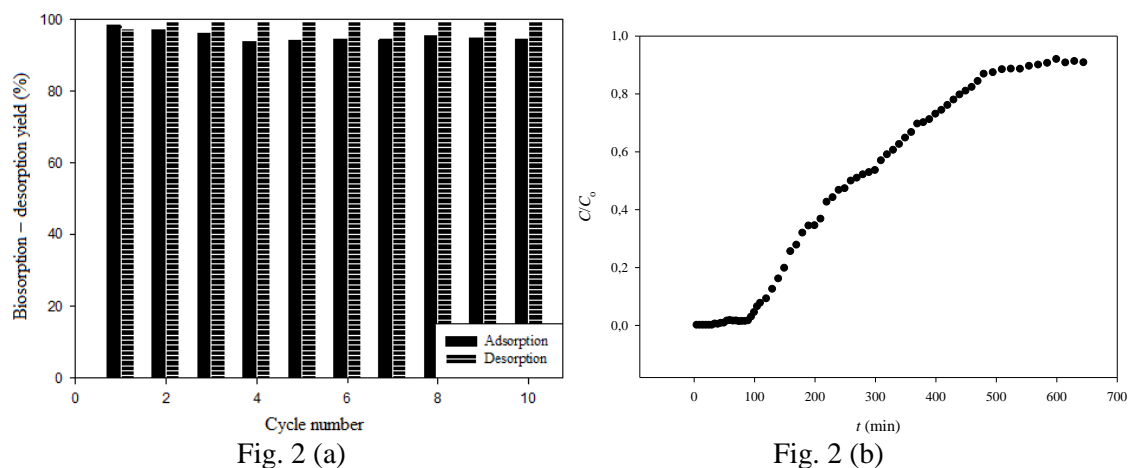 100
80
60
40
20
0
Biosorption – desorption yield (%)
0 2 4 6 8 10
Cycle number
Adsorption
Desorption
Fig. 2 (a)
1,0
0,8
0,6
0,4
0,2
0,0
C/Co
0 100 200 300 400 500 600 700
t (min)
Fig. 2 (b)